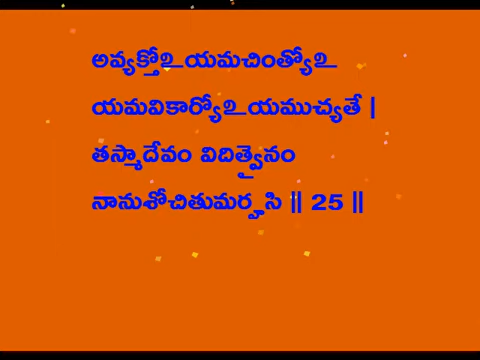 అవ్యక్తోఽయమచింత్యోఽ
యమవికార్యోఽయముచ్యతే |
తస్మాదేవం విదిత్వైనం
నానుశోచితుమర్హసి || 25 ||